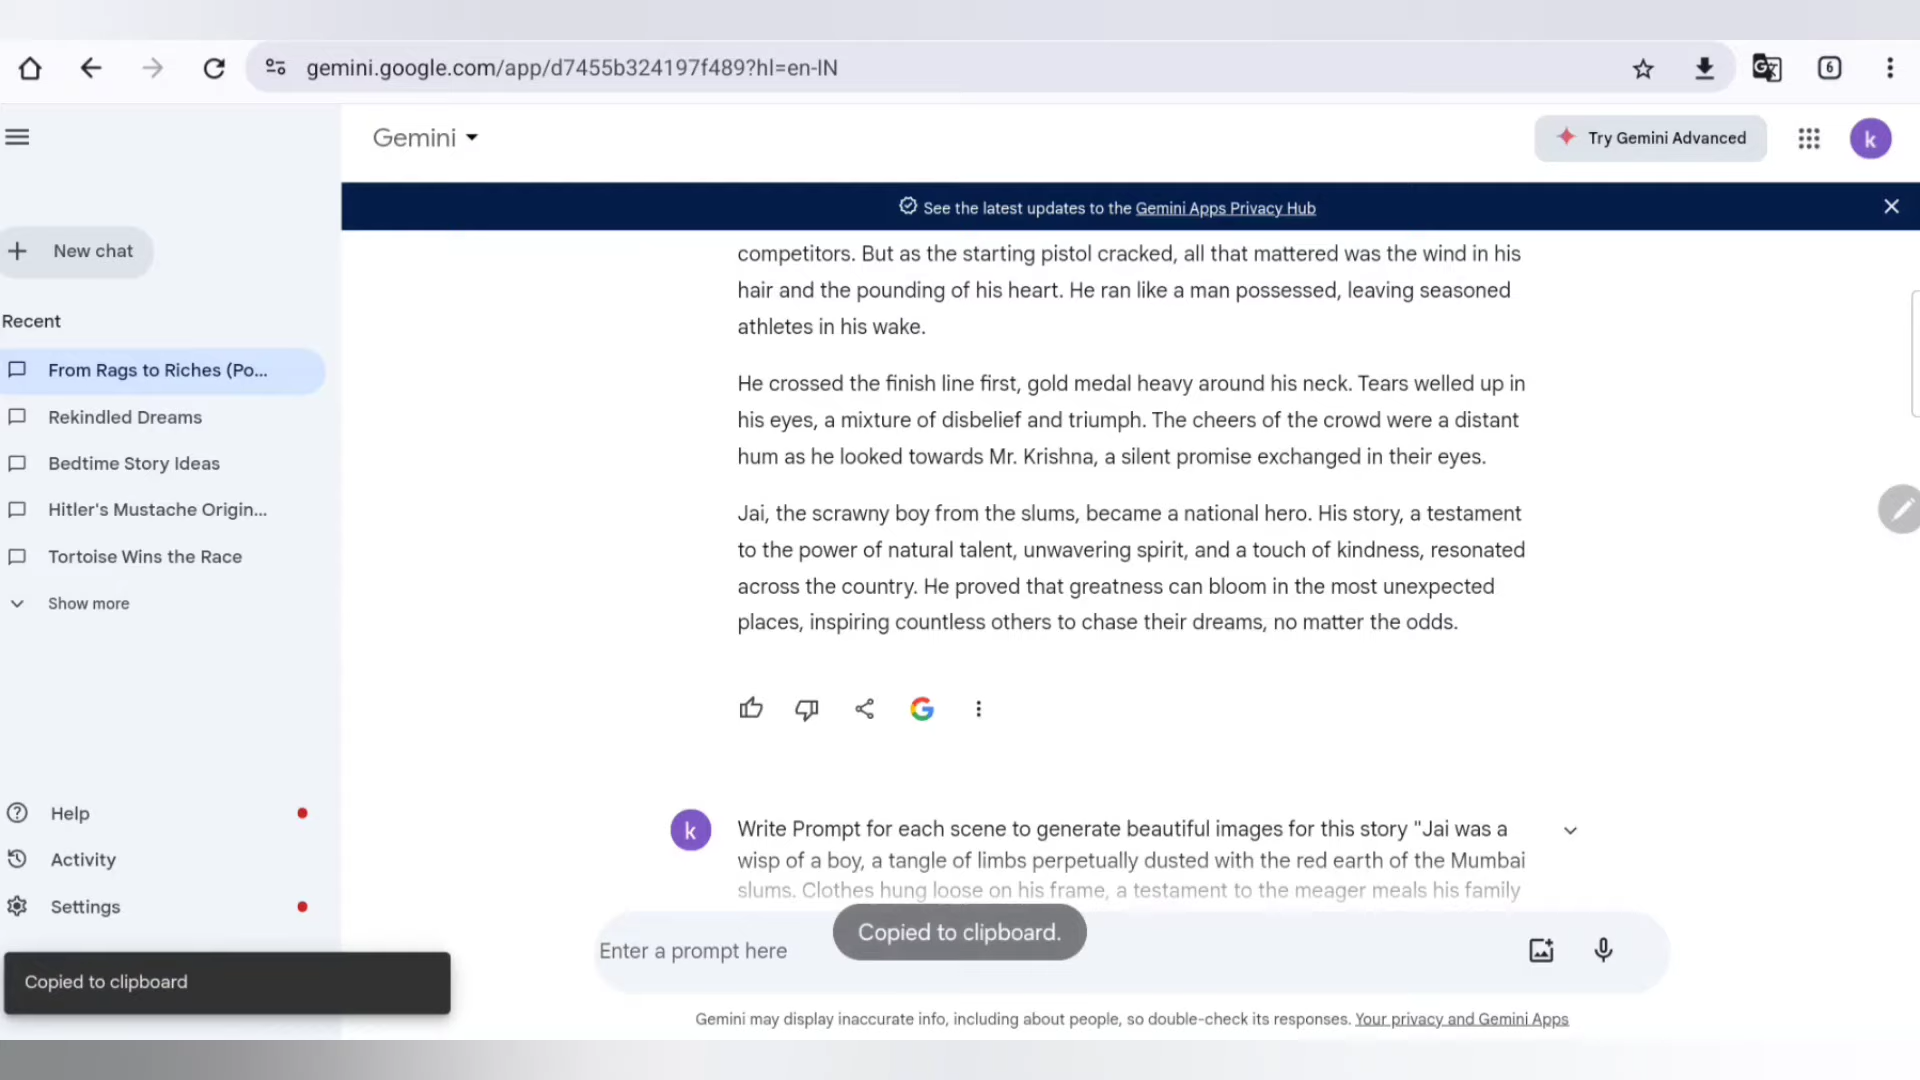 gemini.google.com/app/d7455b324197f489?hl=en-IN
6
Gemini
Try Gemini Advanced
k
See the latest updates to the Gemini Apps Privacy Hub
New chat
Recent
From Rags to Riches (Po...
Rekindled Dreams
Bedtime Story Ideas
Hitler's Mustache Origin...
Tortoise Wins the Race
Show more
Help
Activity
Settings
Copied to clipboard
competitors. But as the starting pistol cracked, all that mattered was the wind in his
hair and the pounding of his heart. He ran like a man possessed, leaving seasoned
athletes in his wake.
He crossed the finish line first, gold medal heavy around his neck. Tears welled up in
his eyes, a mixture of disbelief and triumph. The cheers of the crowd were a distant
hum as he looked towards Mr. Krishna, a silent promise exchanged in their eyes.
Jai, the scrawny boy from the slums, became a national hero. His story, a testament
to the power of natural talent, unwavering spirit, and a touch of kindness, resonated
across the country. He proved that greatness can bloom in the most unexpected
places, inspiring countless others to chase their dreams, no matter the odds.
k
Write Prompt for each scene to generate beautiful images for this story "Jai was a
wisp of a boy, a tangle of limbs perpetually dusted with the red earth of the Mumbai
slums. Clothes hung loose on his frame, a testament to the meager meals his family
Copied to clipboard.
Enter a prompt here
Gemini may display inaccurate info, including about people, so double-check its responses. Your privacy and Gemini Apps